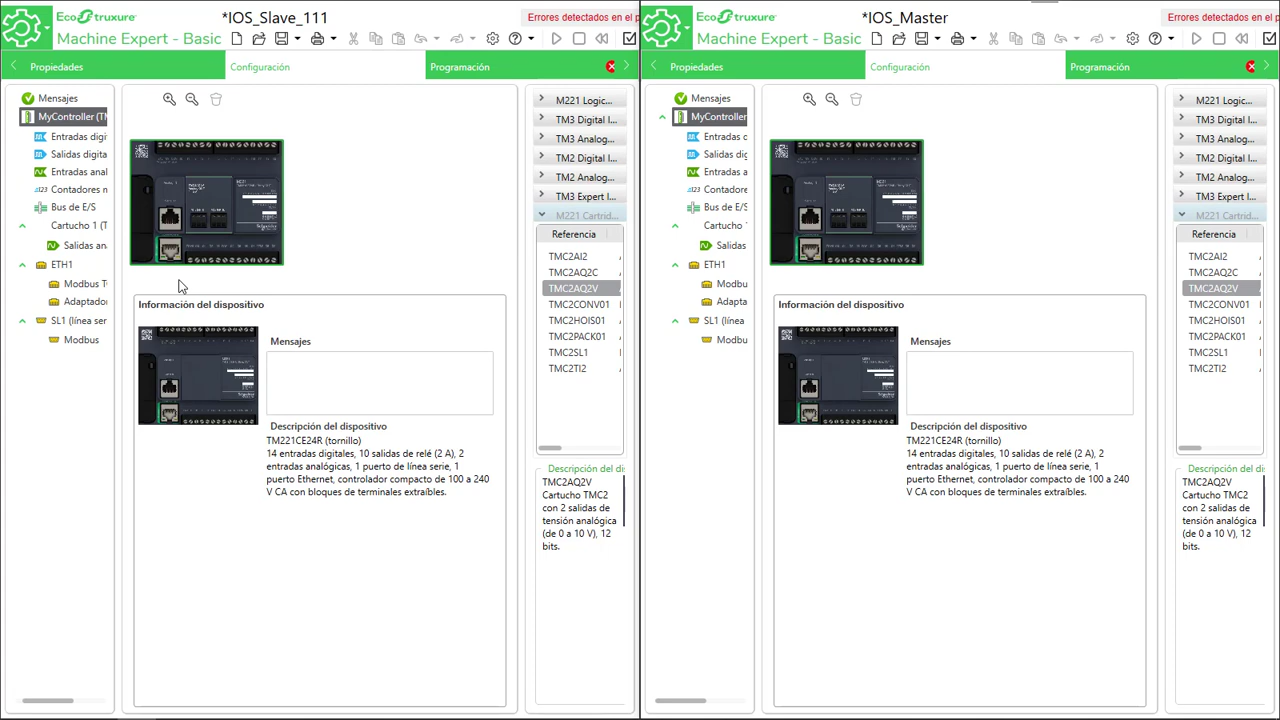 EcoStruxure
Machine Expert - Basic
*IOS_Slave_111
Errores detectados en el p
Propiedades
Configuración
Programación
Mensajes
MyController (TM
Entradas digi
Salidas digita
Entradas anal
Contadores n
Bus de E/S
Cartucho 1 (T
Salidas ana
ETH1
Modbus T
Adaptado
SL1 (línea ser
Modbus
Información del dispositivo
Mensajes
Descripción del dispositivo
TM221CE24R (tornillo)
14 entradas digitales, 10 salidas de relé (2 A), 2
entradas analógicas, 1 puerto de línea serie, 1
puerto Ethernet, controlador compacto de 100 a 240
V CA con bloques de terminales extraíbles.
M221 Logic...
TM3 Digital I...
TM3 Analog...
TM2 Digital I...
TM2 Analog...
TM3 Expert I...
M221 Cartrid...
Referencia
TMC2AI2
TMC2AQ2C
TMC2AQ2V
TMC2CONV01
TMC2HOIS01
TMC2PACK01
TMC2SL1
TMC2TI2
Descripción del di
TMC2AQ2V
Cartucho TMC2
con 2 salidas de
tensión analógica
(de 0 a 10 V), 12
bits.
EcoStruxure
Machine Expert - Basic
*IOS_Master
Errores detectados en el p
Propiedades
Configuración
Programación
Mensajes
MyController
Entradas d
Salidas dig
Entradas a
Contadore
Bus de E/S
Cartucho
Salidas
ETH1
Modbu
Adapta
SL1 (línea
Modbu
Información del dispositivo
Mensajes
Descripción del dispositivo
TM221CE24R (tornillo)
14 entradas digitales, 10 salidas de relé (2 A), 2
entradas analógicas, 1 puerto de línea serie, 1
puerto Ethernet, controlador compacto de 100 a 240
V CA con bloques de terminales extraíbles.
M221 Logic...
TM3 Digital I...
TM3 Analog...
TM2 Digital I...
TM2 Analog...
TM3 Expert I...
M221 Cartrid...
Referencia
TMC2AI2
TMC2AQ2C
TMC2AQ2V
TMC2CONV01
TMC2HOIS01
TMC2PACK01
TMC2SL1
TMC2TI2
Descripción del di
TMC2AQ2V
Cartucho TMC2
con 2 salidas de
tensión analógica
(de 0 a 10 V), 12
bits.